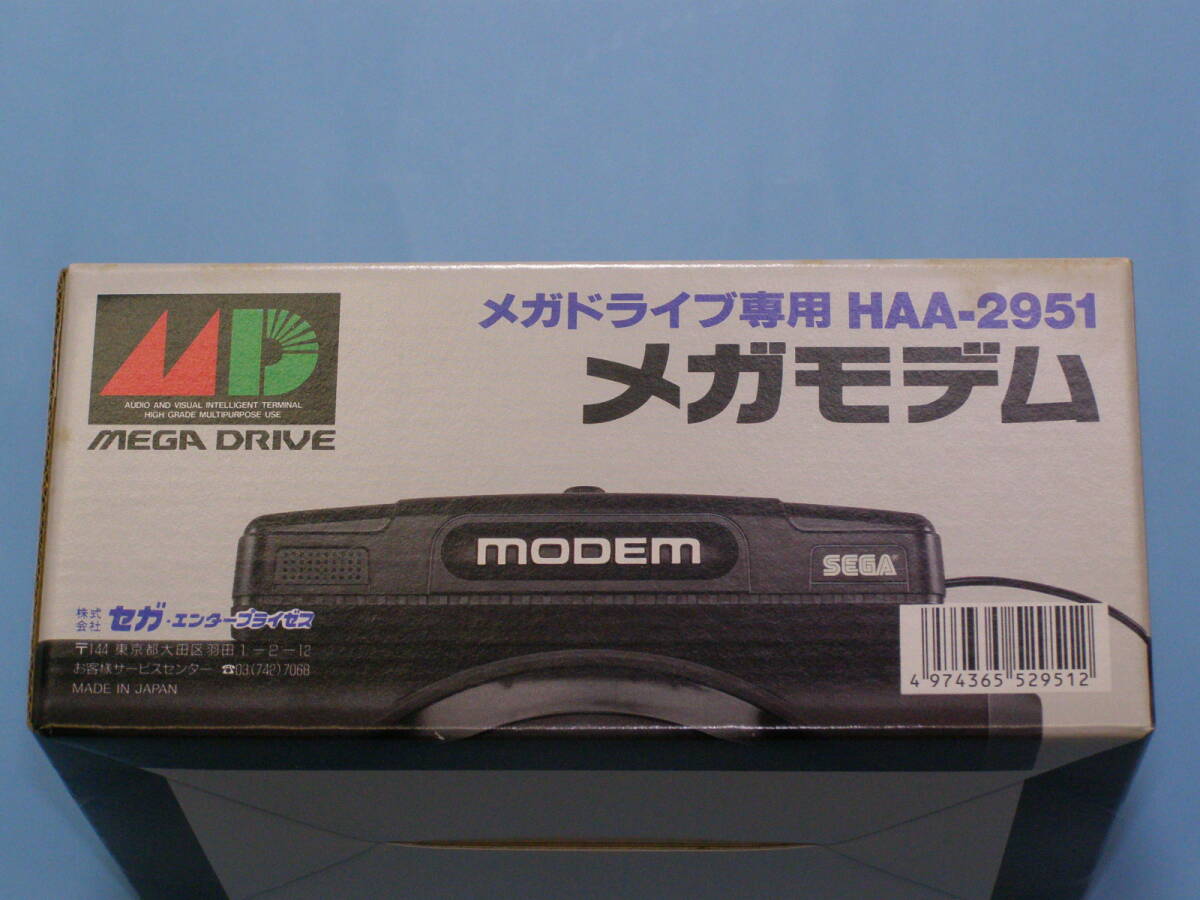 MD
AUDIO AND VISUAL INTELLIGENT TERMINAL
HIGH GRADE MULTIPURPOSE USE
MEGA DRIVE
メガドライブ専用 HAA-2951
メガモデム
MODEM
SEGA
株式会社 セガ・エンタープライゼス
〒144 東京都大田区羽田1-2-12
お客様サービスセンター ☎03(742)7068
MADE IN JAPAN
4 974365 529512